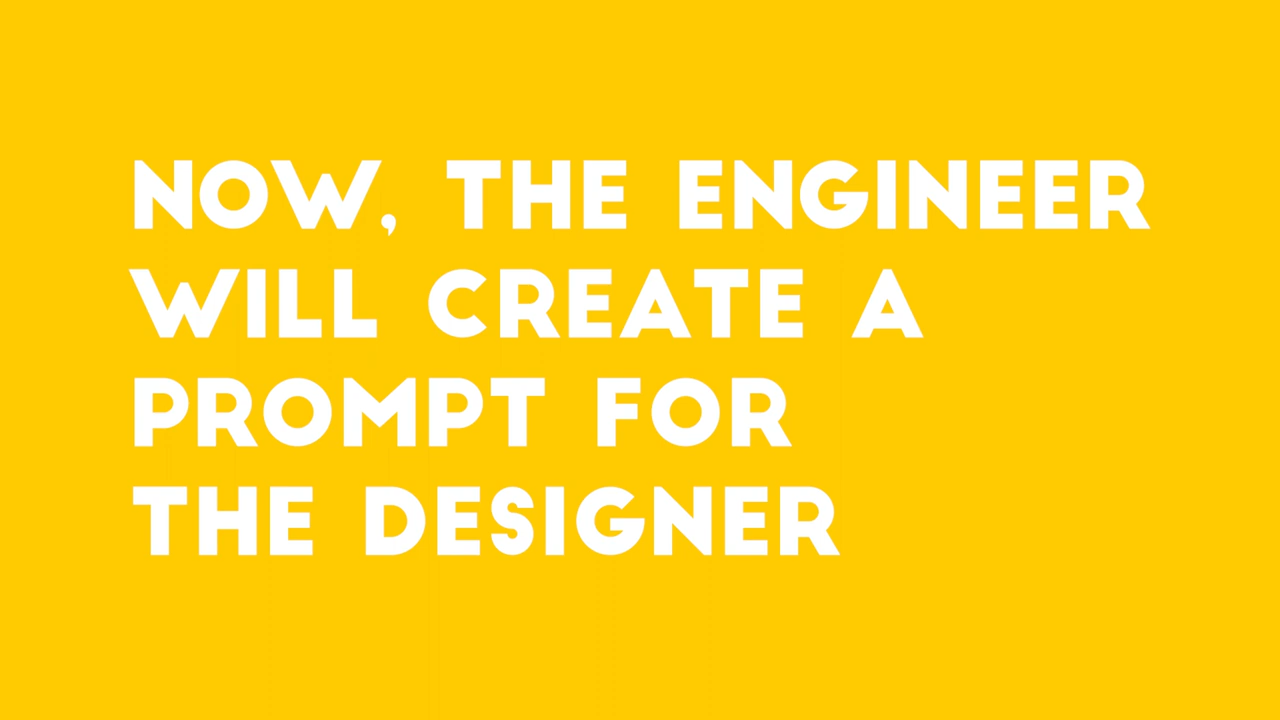 NOW, THE ENGINEER
WILL CREATE A
PROMPT FOR
THE DESIGNER